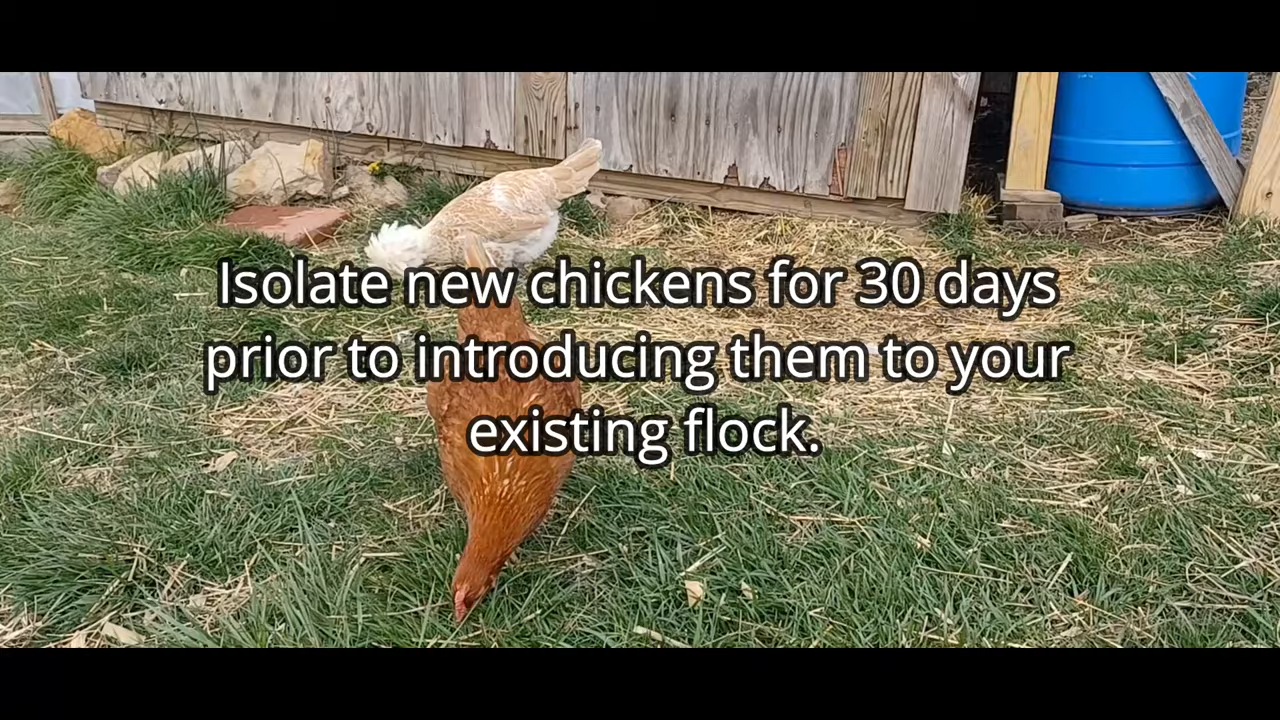 Isolate new chickens for 30 days
prior to introducing them to your
existing flock.